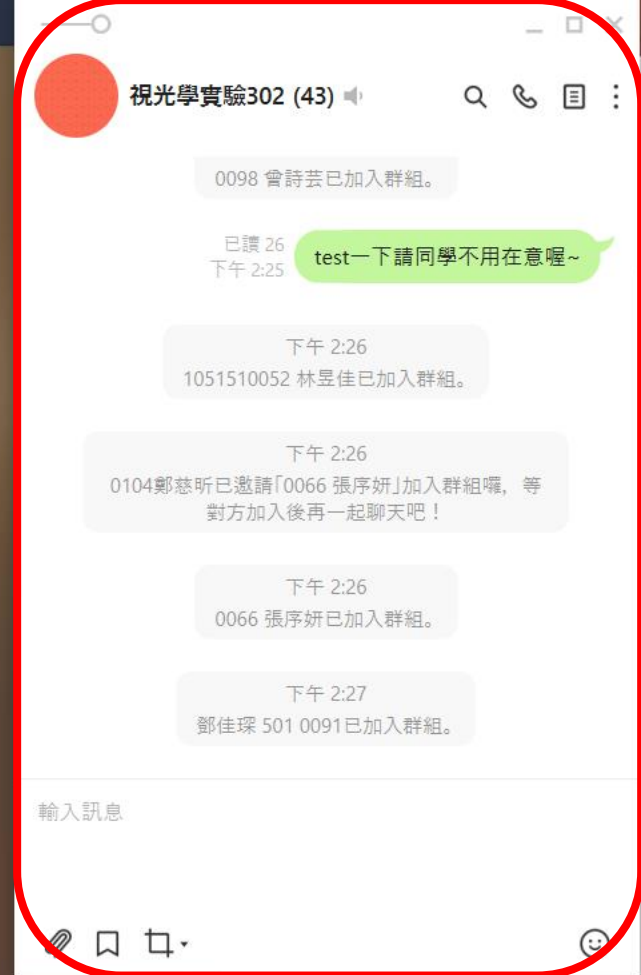 視光學實驗302 (43)
0098 曾詩芸已加入群組。
已讀 26
下午 2:25
test一下請同學不用在意喔~
下午 2:26
1051510052 林昱佳已加入群組。
下午 2:26
0104鄭慈昕已邀請「0066 張序妍」加入群組囉，等
對方加入後再一起聊天吧！
下午 2:26
0066 張序妍已加入群組。
下午 2:27
鄧佳琛 501 0091已加入群組。
輸入訊息